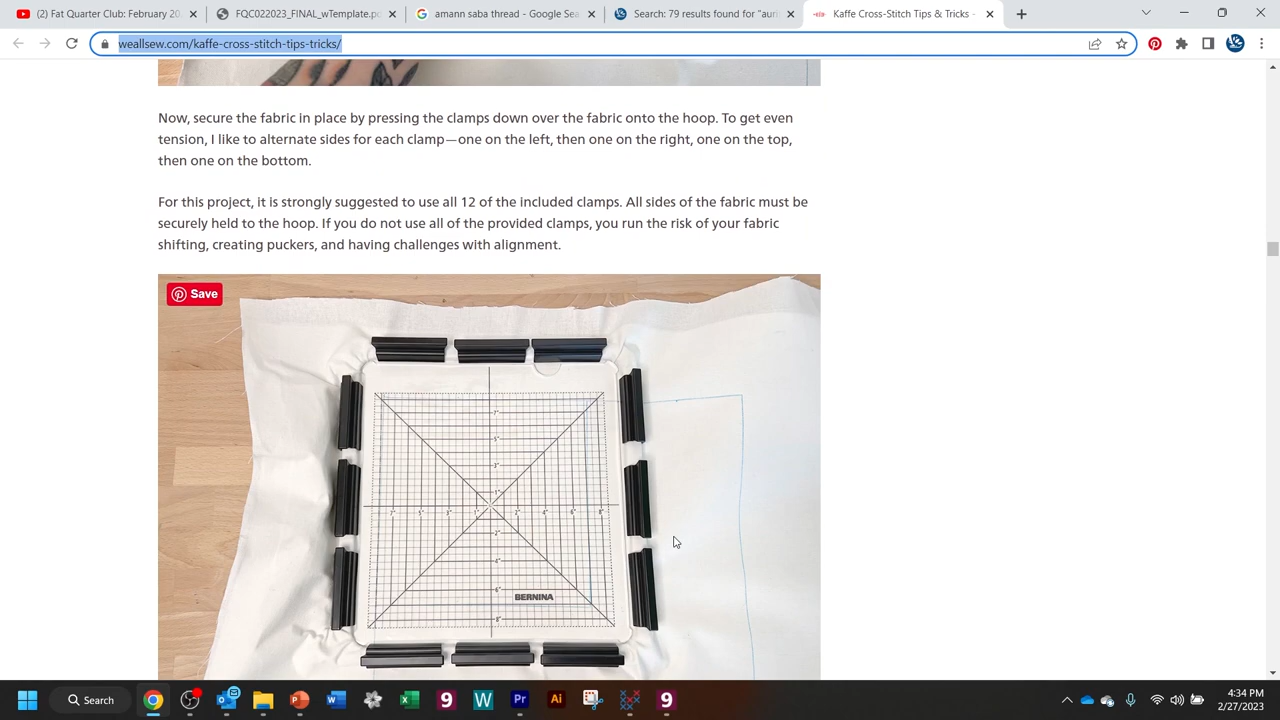 (2) Fat Quarter Club: February 20
FQC022023_FINAL_wTemplate.po
amann saba thread - Google Sea
Search: 79 results found for "auri
Kaffe Cross-Stitch Tips & Tricks -
weallsew.com/kaffe-cross-stitch-tips-tricks/
Now, secure the fabric in place by pressing the clamps down over the fabric onto the hoop. To get even
tension, I like to alternate sides for each clamp—one on the left, then one on the right, one on the top,
then one on the bottom.
For this project, it is strongly suggested to use all 12 of the included clamps. All sides of the fabric must be
securely held to the hoop. If you do not use all of the provided clamps, you run the risk of your fabric
shifting, creating puckers, and having challenges with alignment.
Save
BERNINA
Search
4:34 PM
2/27/2023